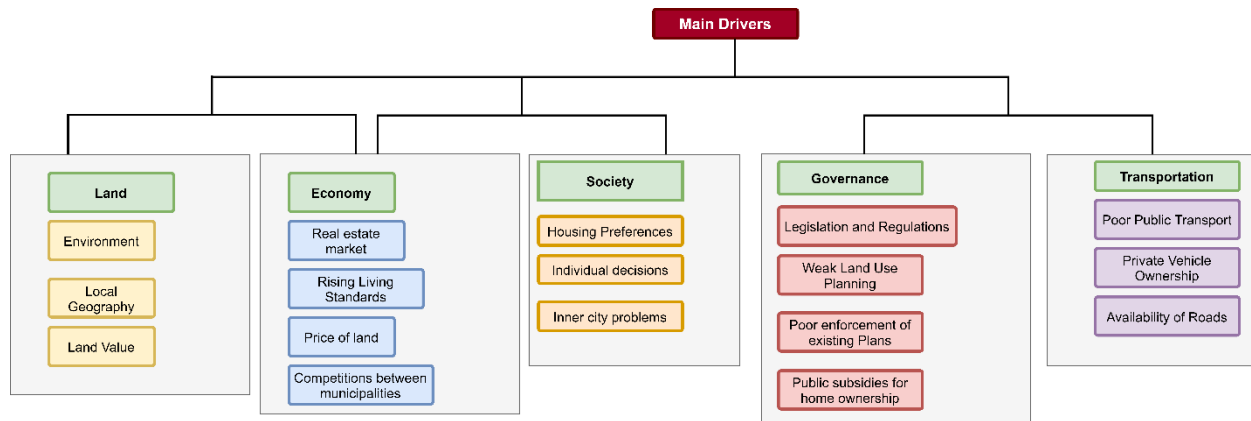 Main Drivers
Land
Environment
Local
Geography
Land Value
Economy
Real estate
market
Rising Living
Standards
Price of land
Competitions between
municipalities
Society
Housing Preferences
Individual decisions
Inner city problems
Governance
Legislation and Regulations
Weak Land Use
Planning
Poor enforcement of
existing Plans
Public subsidies for
home ownership
Transportation
Poor Public Transport
Private Vehicle
Ownership
Availability of Roads